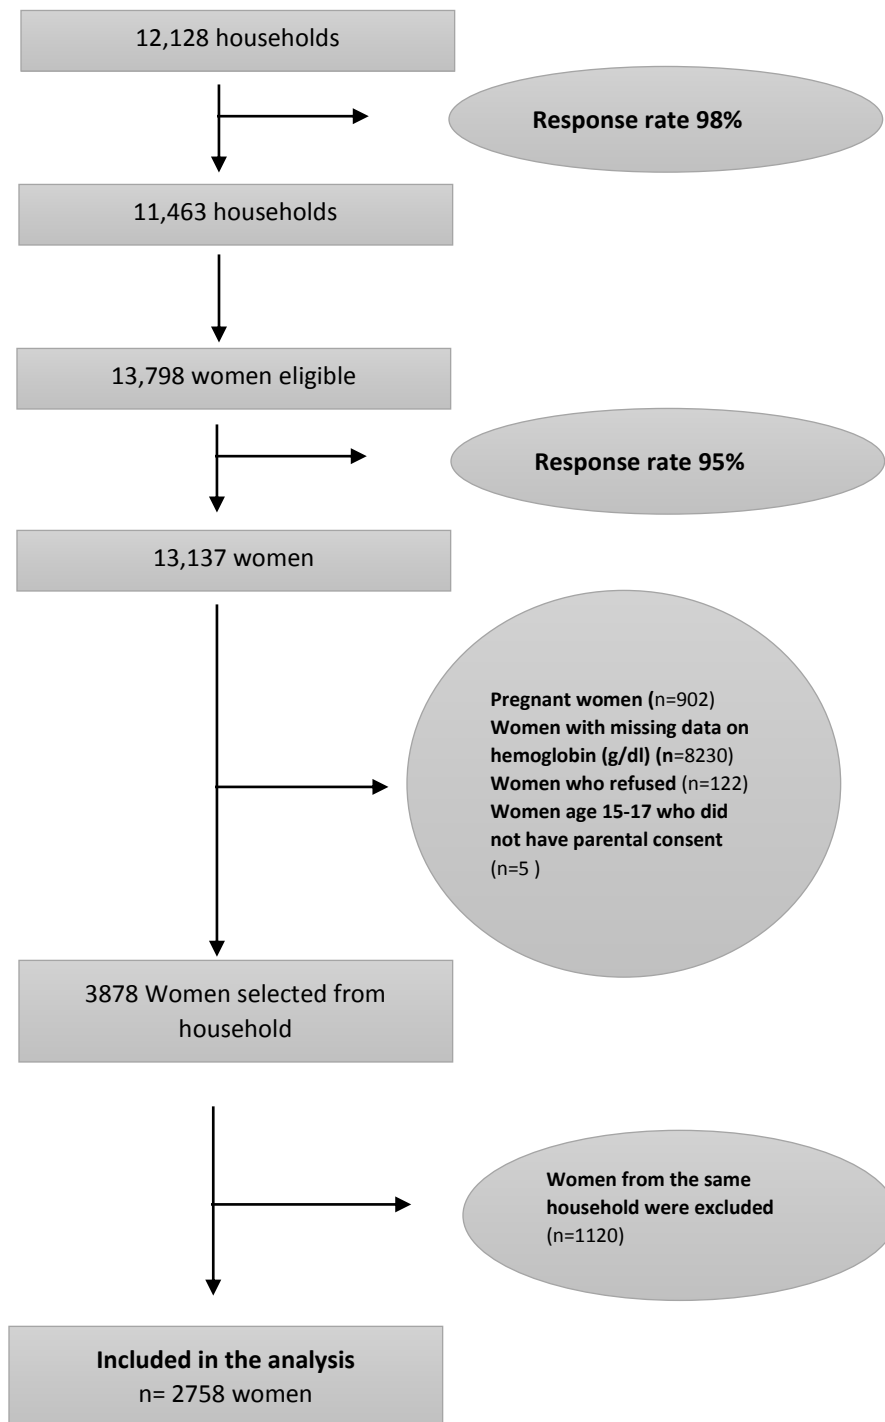 12,128 households
Response rate 98%
11,463 households
13,798 women eligible
Response rate 95%
13,137 women
Pregnant women (n=902)
Women with missing data on
hemoglobin (g/dl) (n=8230)
Women who refused (n=122)
Women age 15-17 who did
not have parental consent
(n=5 )
3878 Women selected from
household
Women from the same
household were excluded
(n=1120)
Included in the analysis
n= 2758 women